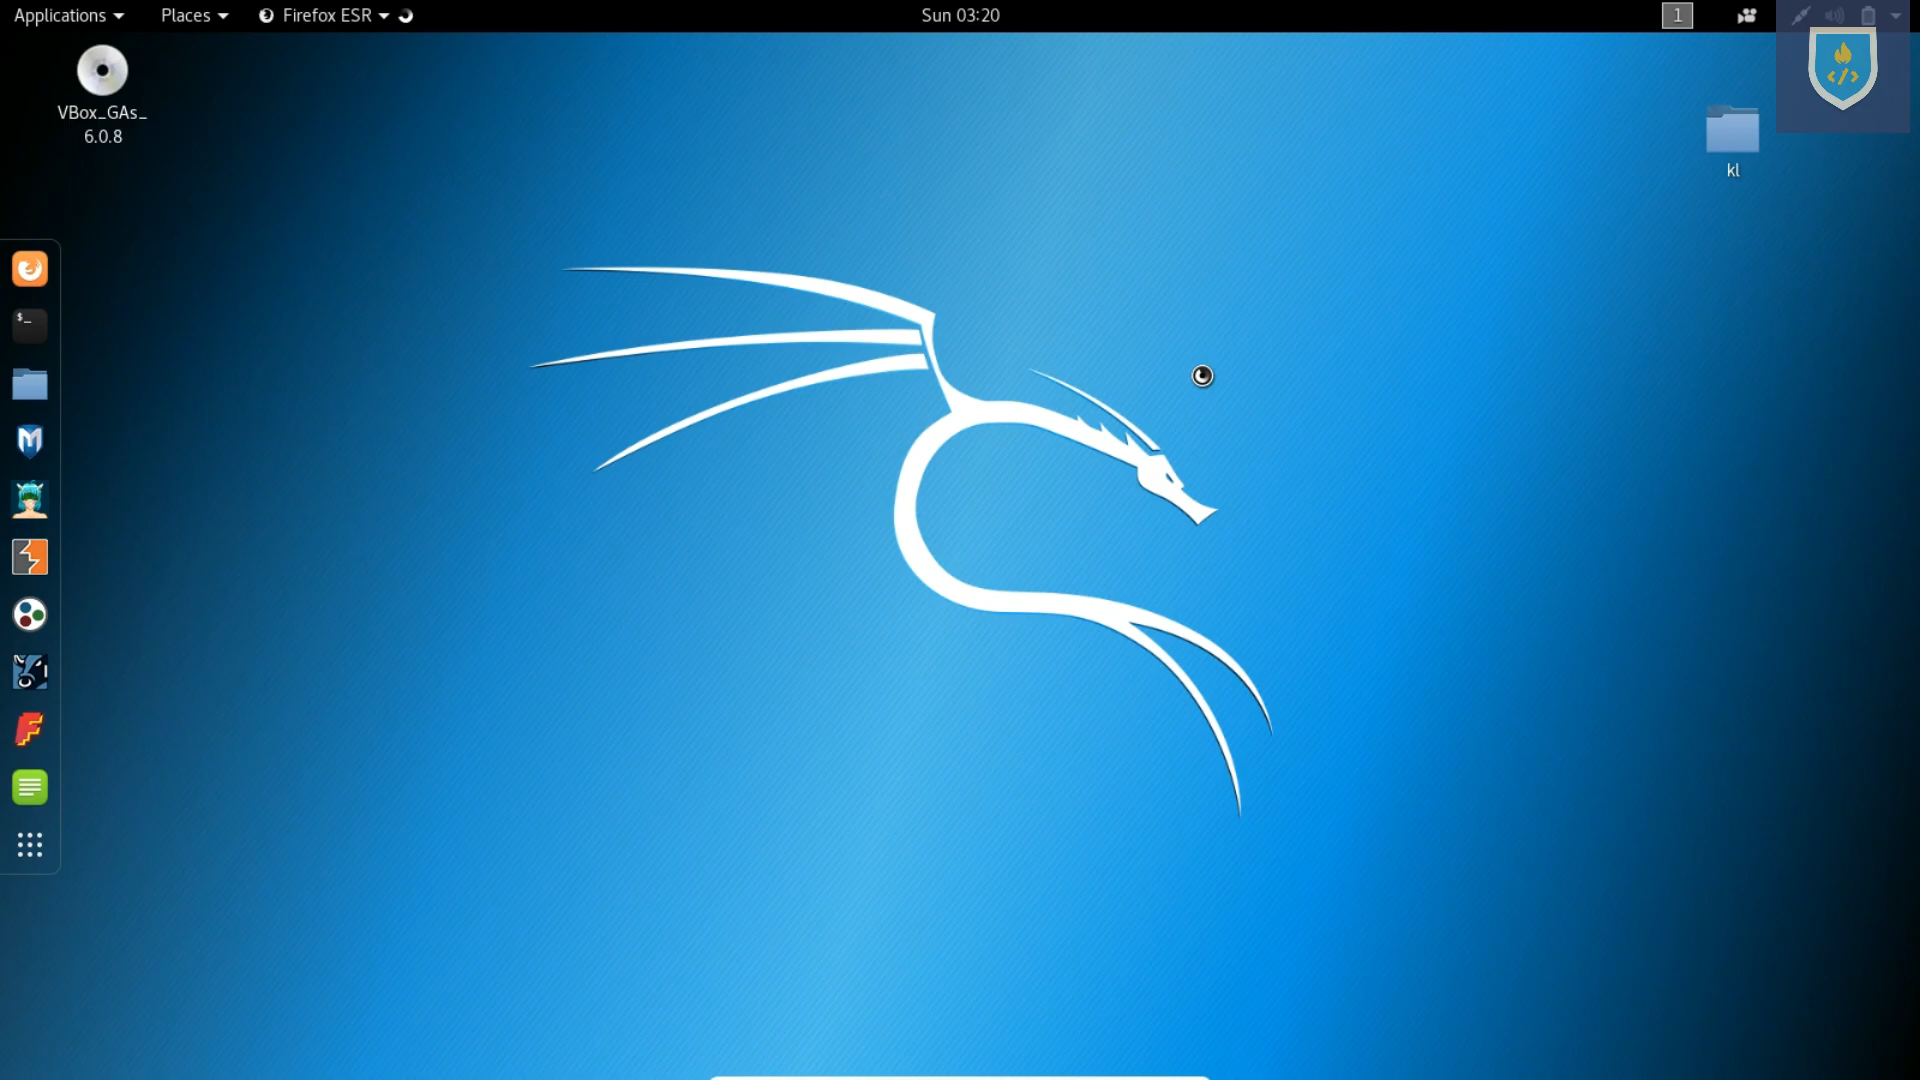 Applications
Places
Firefox ESR
Sun 03:20
1
VBox_GAs_
6.0.8
kl
$_
M
F